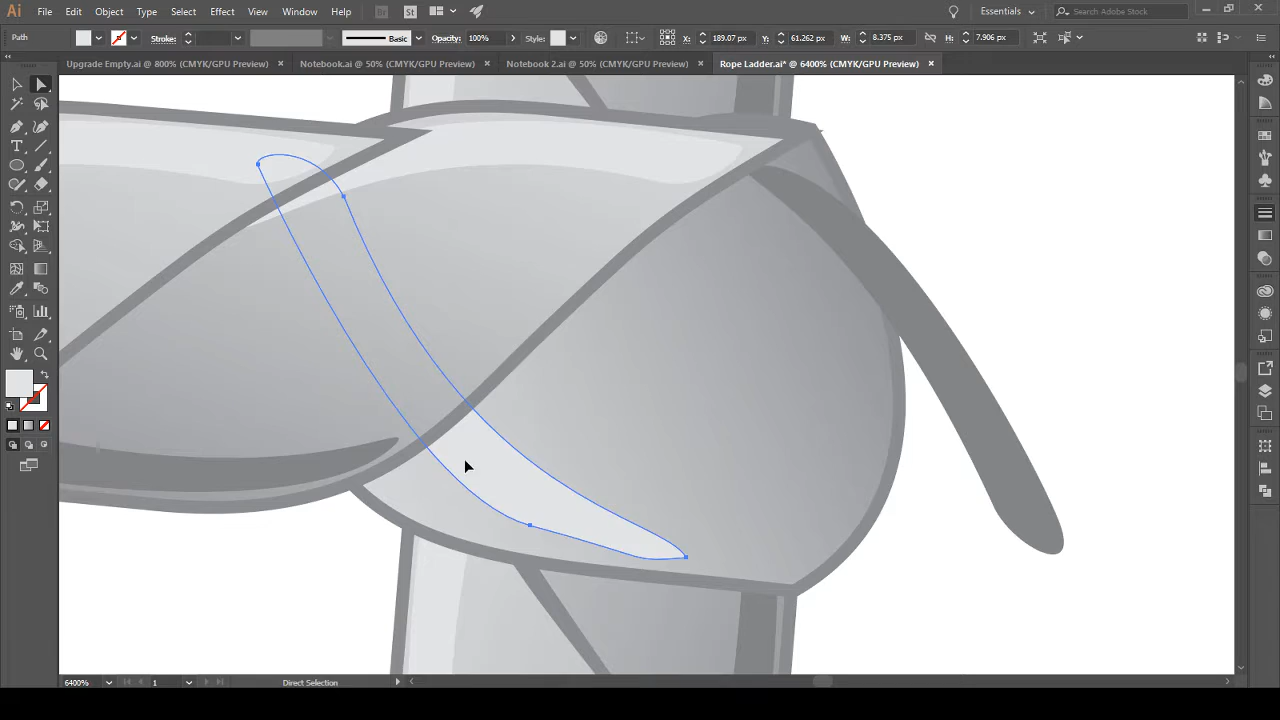 Ai File Edit Object Type Select Effect View Window Help Br St Essentials Search Adobe Stock
Path Stroke: Basic Opacity: 100% Style: X: 189.07 px Y: 61.262 px W: 8.375 px H: 7.906 px
Upgrade Empty.ai @ 800% (CMYK/GPU Preview) × Notebook.ai @ 50% (CMYK/GPU Preview) × Notebook 2.ai @ 50% (CMYK/GPU Preview) × Rope Ladder.ai* @ 6400% (CMYK/GPU Preview) ×
6400% 1 Direct Selection